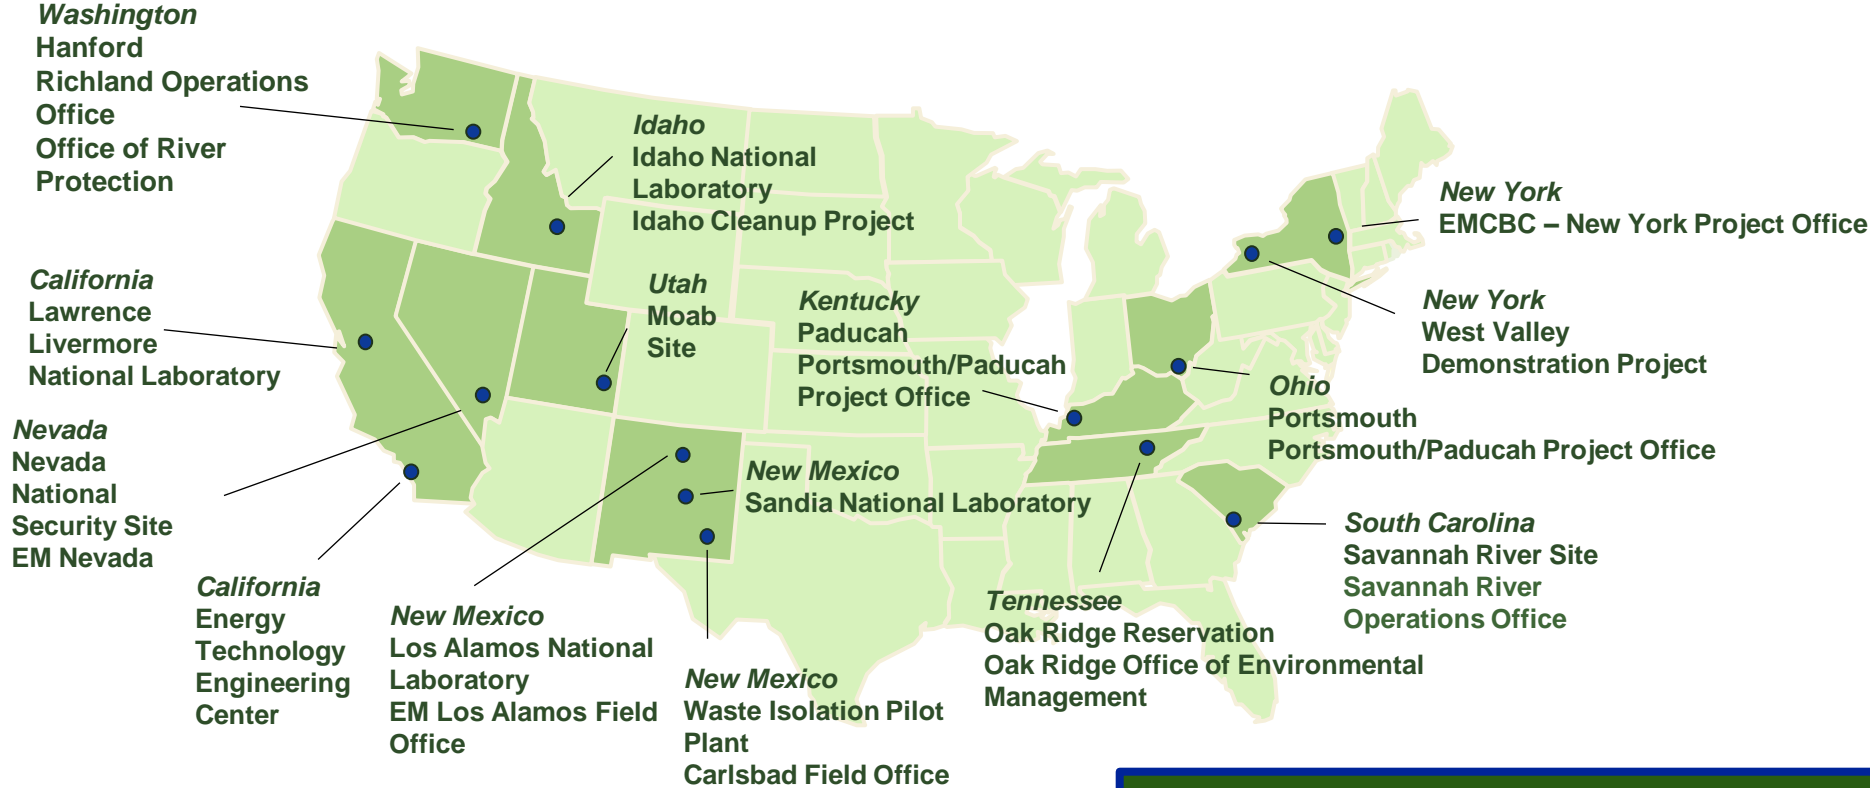 Washington
Hanford
Richland Operations
Office
Office of River
Protection
Idaho
Idaho National
Laboratory
Idaho Cleanup Project
New York
EMCBC – New York Project Office
California
Lawrence
Livermore
National Laboratory
Utah
Moab
Site
Kentucky
Paducah
Portsmouth/Paducah
Project Office
New York
West Valley
Demonstration Project
Ohio
Portsmouth
Portsmouth/Paducah Project Office
Nevada
Nevada
National
Security Site
EM Nevada
New Mexico
Sandia National Laboratory
South Carolina
Savannah River Site
Savannah River
Operations Office
California
Energy
Technology
Engineering
Center
New Mexico
Los Alamos National
Laboratory
EM Los Alamos Field
Office
New Mexico
Waste Isolation Pilot
Plant
Carlsbad Field Office
Tennessee
Oak Ridge Reservation
Oak Ridge Office of Environmental
Management